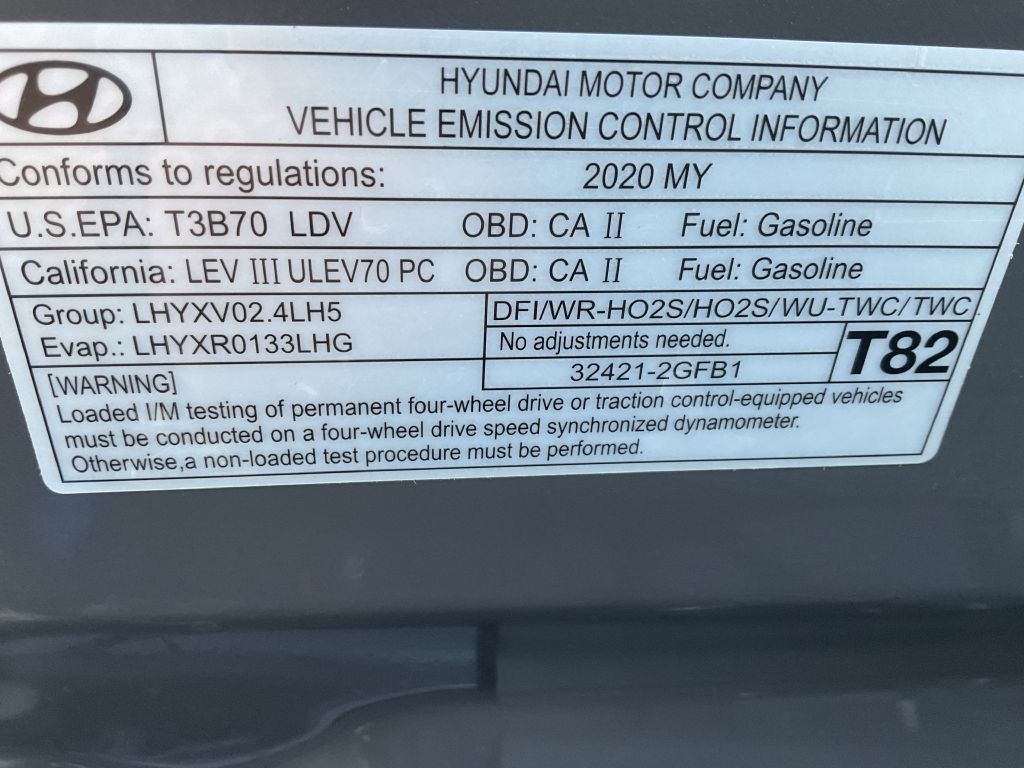 HYUNDAI MOTOR COMPANY
VEHICLE EMISSION CONTROL INFORMATION
Conforms to regulations: 2020 MY
U.S.EPA: T3B70 LDV OBD: CA II Fuel: Gasoline
California: LEV III ULEV70 PC OBD: CA II Fuel: Gasoline
Group: LHYXV02.4LH5
Evap.: LHYXR0133LHG
DFI/WR-HO2S/HO2S/WU-TWC/TWC
No adjustments needed.
32421-2GFB1
T82
[WARNING]
Loaded I/M testing of permanent four-wheel drive or traction control-equipped vehicles
must be conducted on a four-wheel drive speed synchronized dynamometer.
Otherwise,a non-loaded test procedure must be performed.